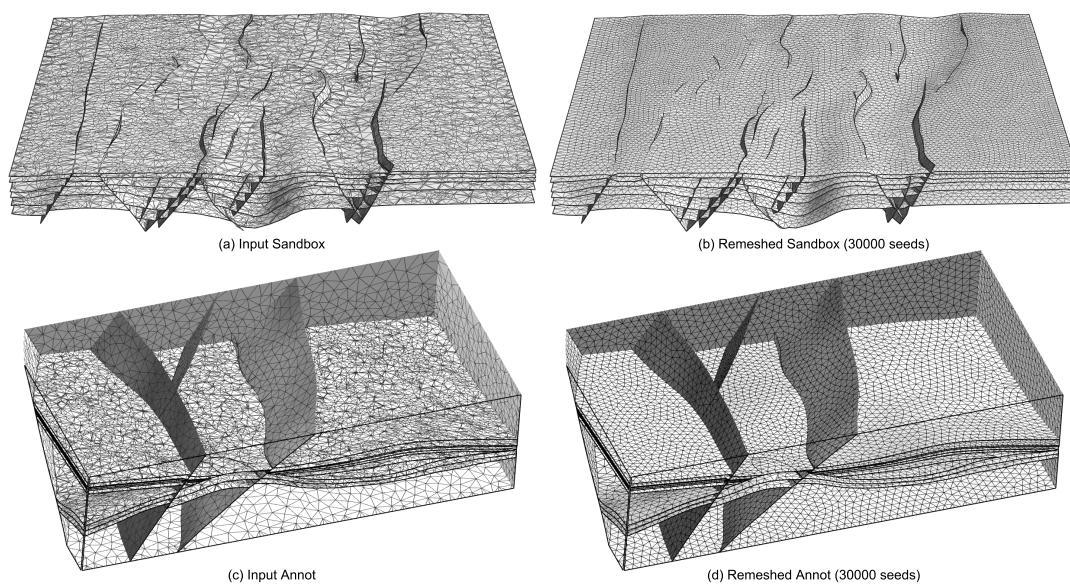 (a) Input Sandbox
(b) Remeshed Sandbox (30000 seeds)
(c) Input Annot
(d) Remeshed Annot (30000 seeds)